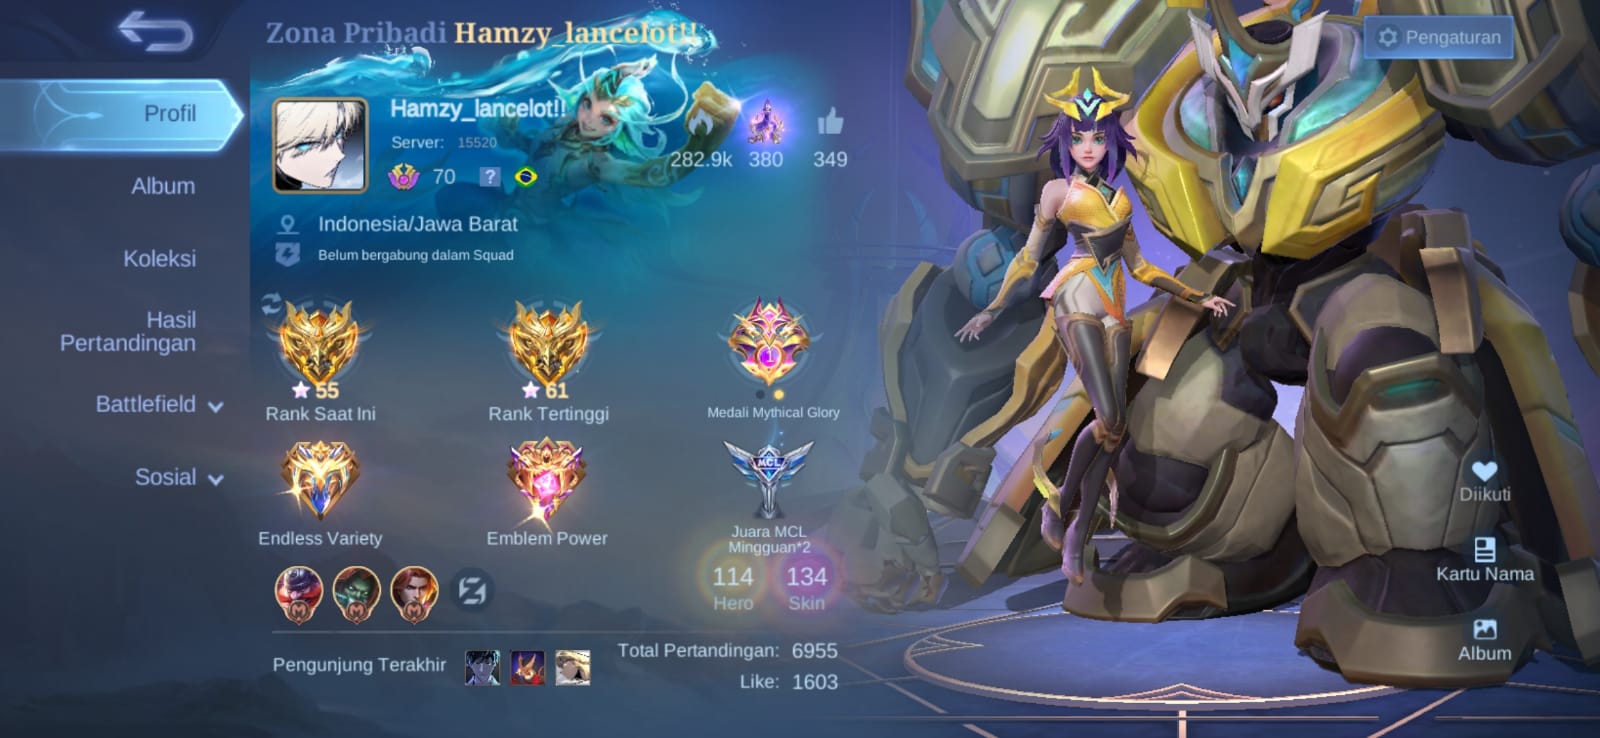 Zona Pribadi Hamzy_lancelot!!
Pengaturan
Profil
Album
Koleksi
Hasil
Pertandingan
Battlefield
Sosial
Hamzy_lancelot!!
Server: 15520
70 ?
282.9k 380 349
Indonesia/Jawa Barat
Belum bergabung dalam Squad
55
Rank Saat Ini
61
Rank Tertinggi
1
Medali Mythical Glory
Endless Variety
Emblem Power
MCL
Juara MCL
Mingguan*2
114
Hero
134
Skin
M M M
Pengunjung Terakhir
Total Pertandingan: 6955
Like: 1603
Diikuti
Kartu Nama
Album